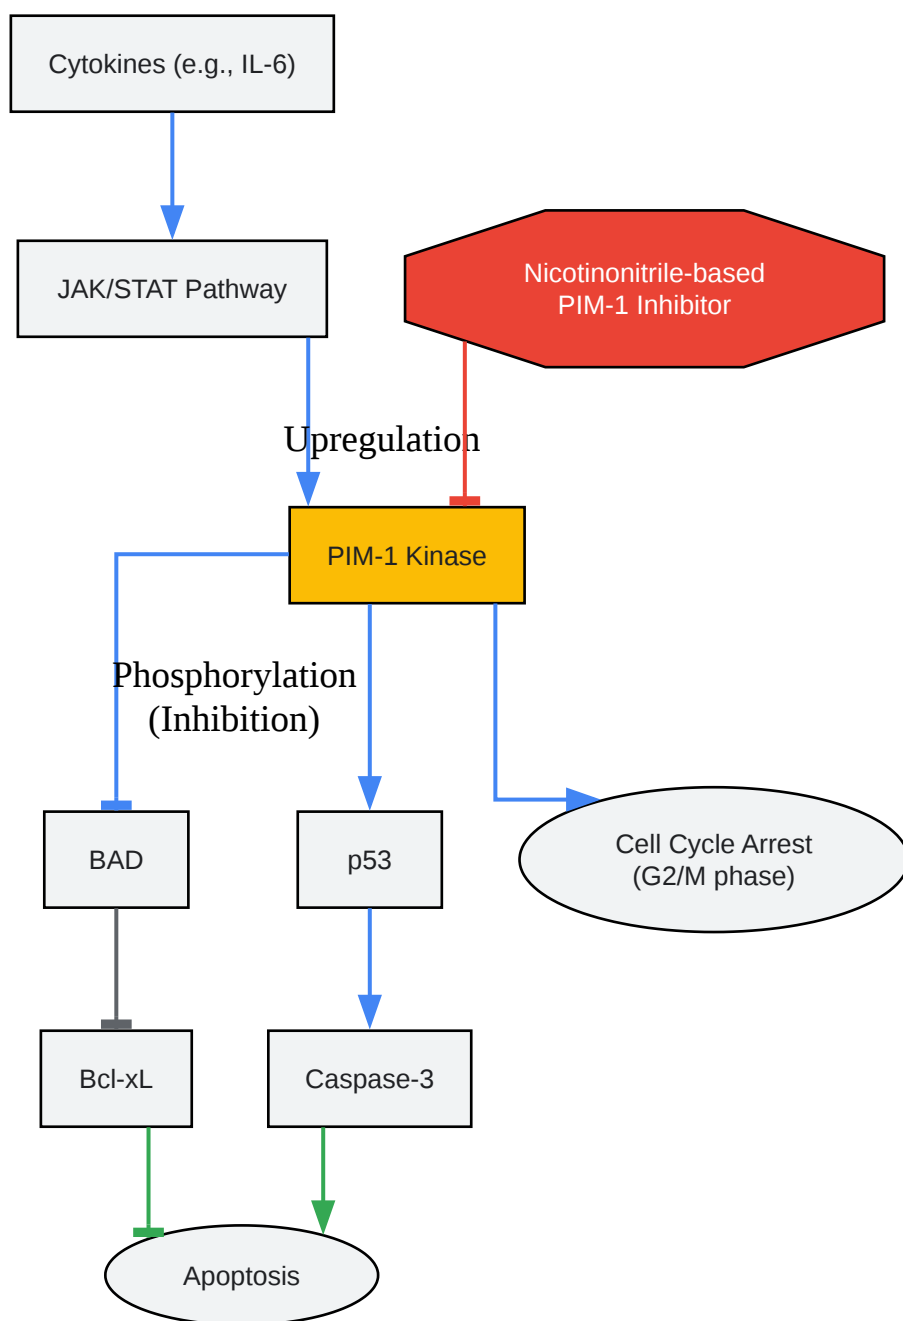 Cytokines (e.g., IL-6)
JAK/STAT Pathway
Nicotinonitrile-based
PIM-1 Inhibitor
Upregulation
PIM-1 Kinase
Phosphorylation
(Inhibition)
BAD
p53
Cell Cycle Arrest
(G2/M phase)
Bcl-xL
Caspase-3
Apoptosis